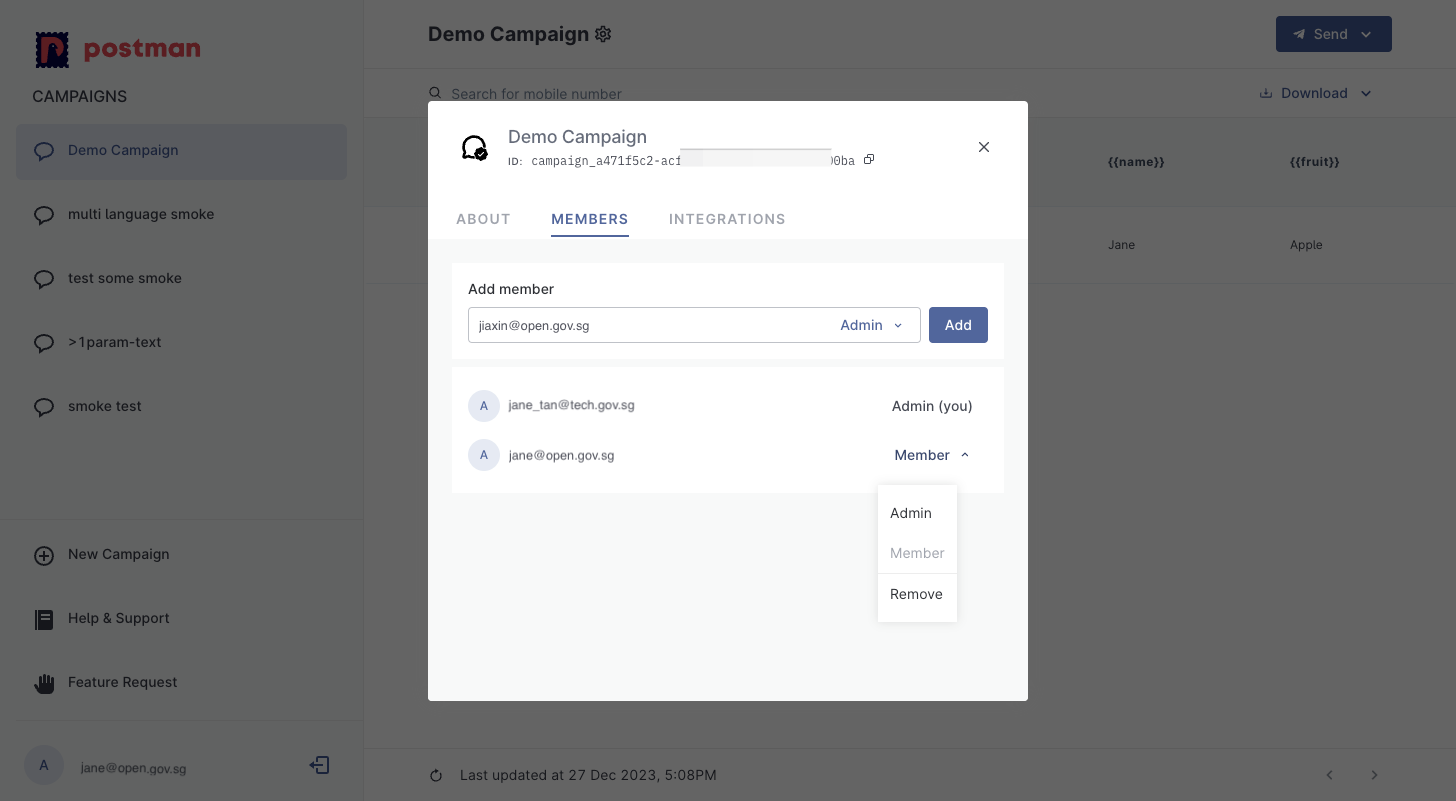 postman
CAMPAIGNS
Demo Campaign
multi language smoke
test some smoke
>1param-text
smoke test
New Campaign
Help & Support
Feature Request
A
jane@open.gov.sg
Demo Campaign
Send
Search for mobile number
Download
{{name}} {{fruit}}
Jane Apple
Demo Campaign
ID: campaign_a471f5c2-acf 00ba
ABOUT MEMBERS INTEGRATIONS
Add member
jiaxin@open.gov.sg Admin Add
A jane_tan@tech.gov.sg Admin (you)
A jane@open.gov.sg Member
Admin
Member
Remove
Last updated at 27 Dec 2023, 5:08PM